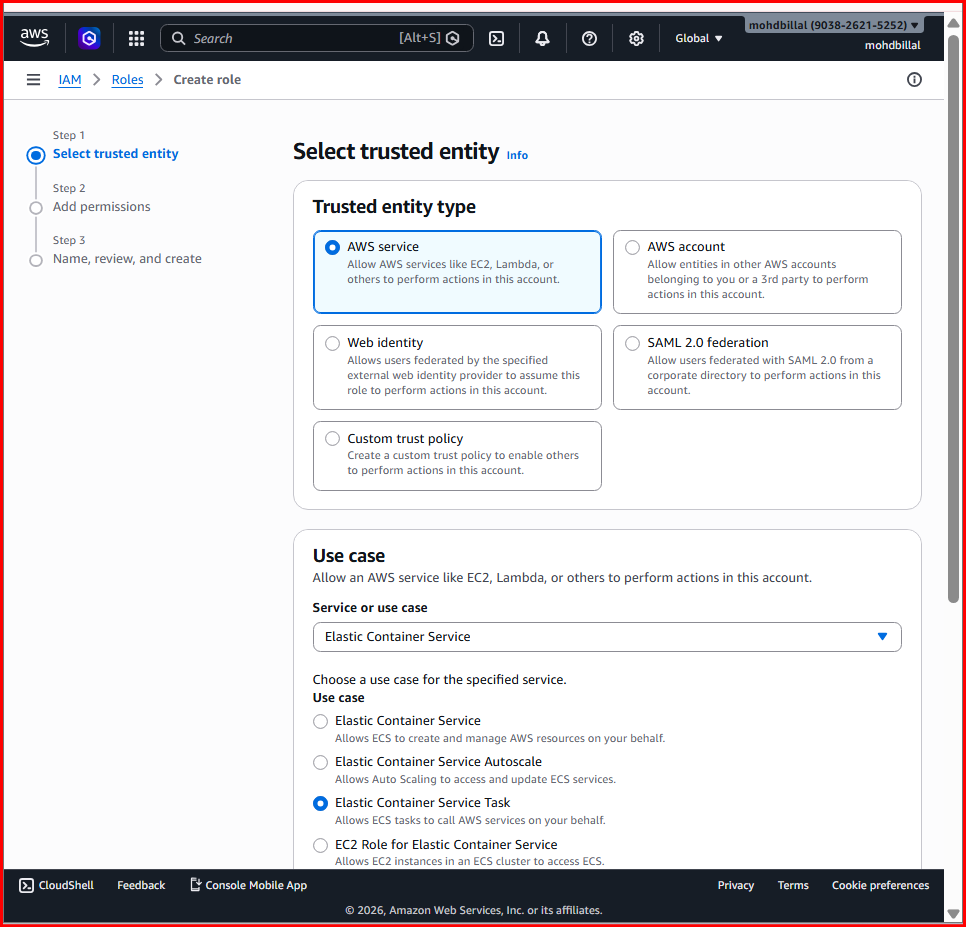 aws
Search
[Alt+S]
Global
mohdbillal (9038-2621-5252)
mohdbillal
IAM
Roles
Create role
Step 1
Select trusted entity
Step 2
Add permissions
Step 3
Name, review, and create
Select trusted entity Info
Trusted entity type
AWS service
Allow AWS services like EC2, Lambda, or
others to perform actions in this account.
AWS account
Allow entities in other AWS accounts
belonging to you or a 3rd party to perform
actions in this account.
Web identity
Allows users federated by the specified
external web identity provider to assume this
role to perform actions in this account.
SAML 2.0 federation
Allow users federated with SAML 2.0 from a
corporate directory to perform actions in this
account.
Custom trust policy
Create a custom trust policy to enable others
to perform actions in this account.
Use case
Allow an AWS service like EC2, Lambda, or others to perform actions in this account.
Service or use case
Elastic Container Service
Choose a use case for the specified service.
Use case
Elastic Container Service
Allows ECS to create and manage AWS resources on your behalf.
Elastic Container Service Autoscale
Allows Auto Scaling to access and update ECS services.
Elastic Container Service Task
Allows ECS tasks to call AWS services on your behalf.
EC2 Role for Elastic Container Service
Allows EC2 instances in an ECS cluster to access ECS.
CloudShell
Feedback
Console Mobile App
Privacy
Terms
Cookie preferences
© 2026, Amazon Web Services, Inc. or its affiliates.